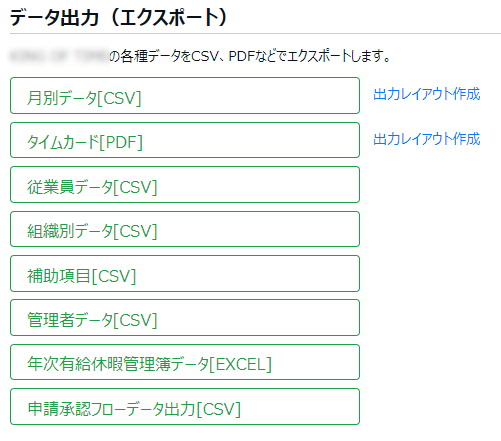 データ出力（エクスポート）
の各種データをCSV、PDFなどでエクスポートします。
月別データ[CSV]
出力レイアウト作成
タイムカード[PDF]
出力レイアウト作成
従業員データ[CSV]
組織別データ[CSV]
補助項目[CSV]
管理者データ[CSV]
年次有給休暇管理簿データ[EXCEL]
申請承認フローデータ出力[CSV]